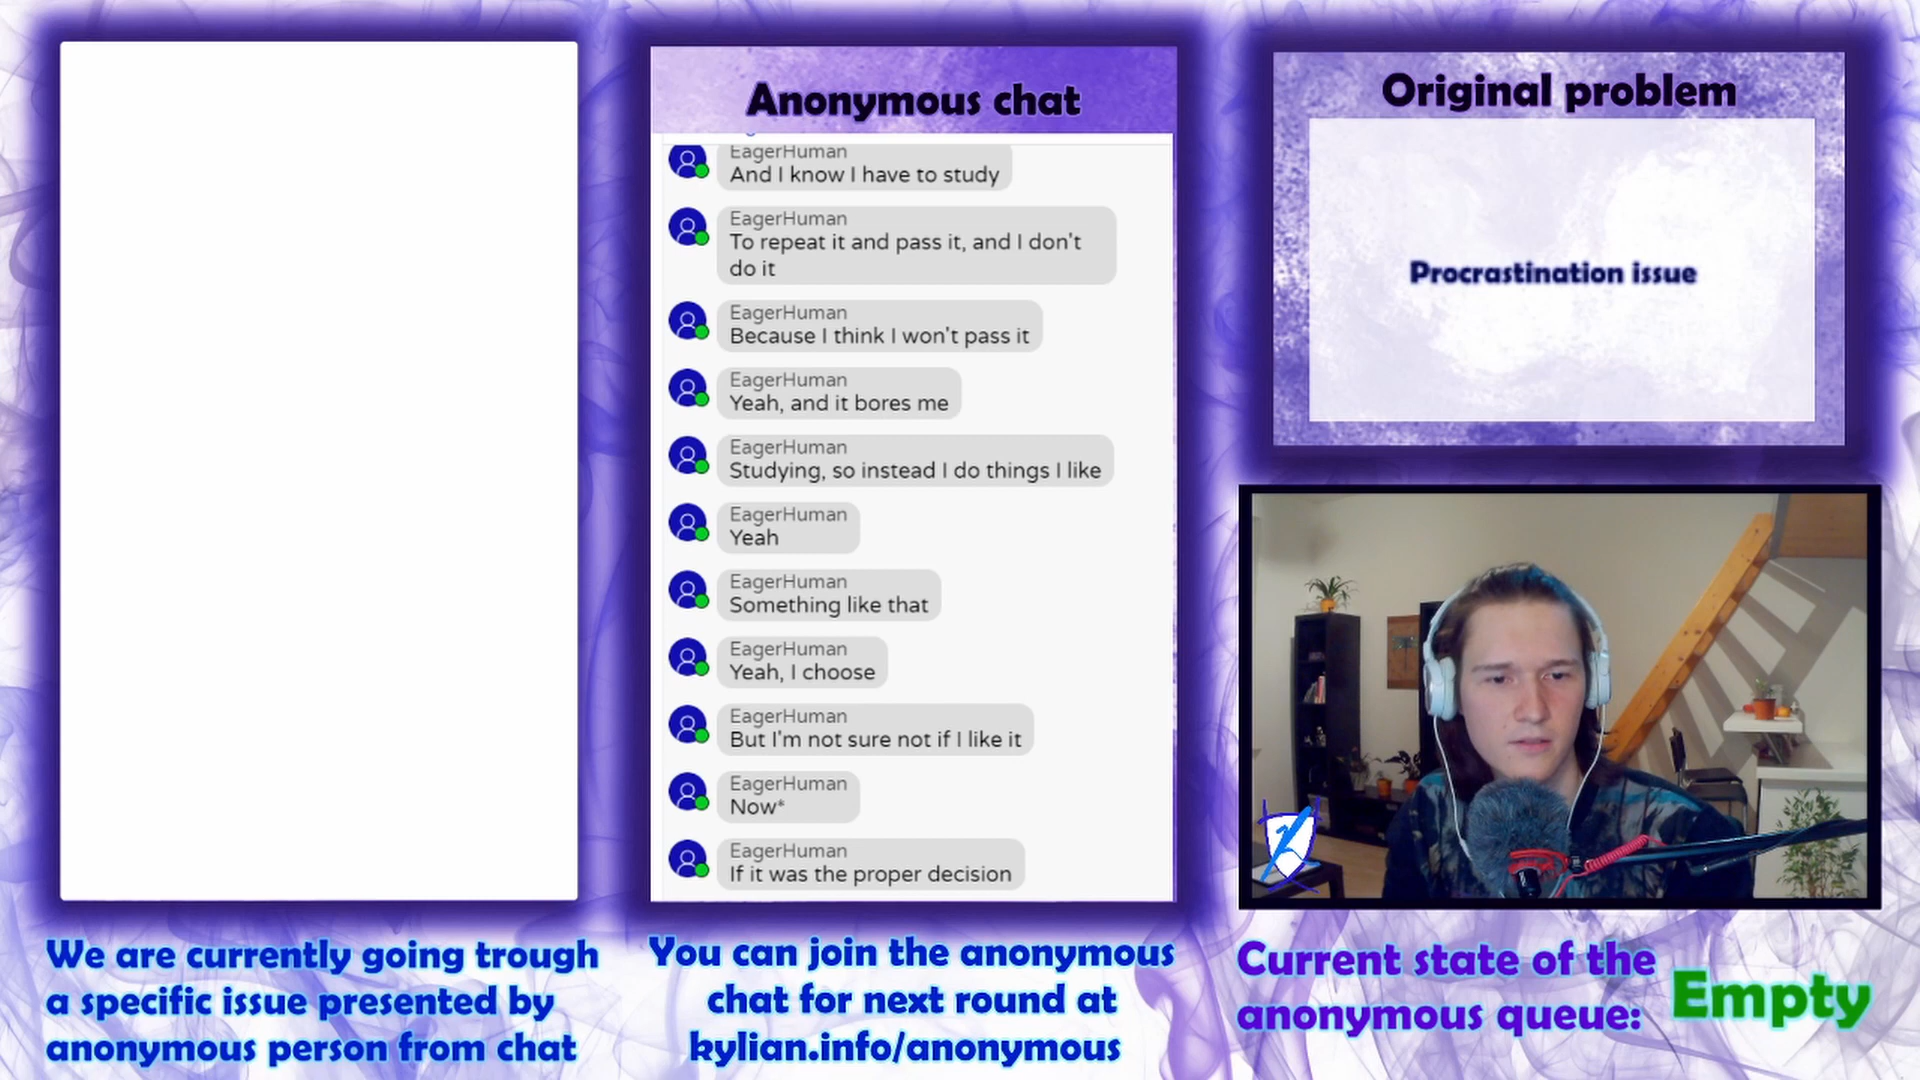 Anonymous chat
EagerHuman
And I know I have to study
EagerHuman
To repeat it and pass it, and I don't
do it
EagerHuman
Because I think I won't pass it
EagerHuman
Yeah, and it bores me
EagerHuman
Studying, so instead I do things I like
EagerHuman
Yeah
EagerHuman
Something like that
EagerHuman
Yeah, I choose
EagerHuman
But I'm not sure not if I like it
EagerHuman
Now*
EagerHuman
If it was the proper decision
Original problem
Procrastination issue
We are currently going trough
a specific issue presented by
anonymous person from chat
You can join the anonymous
chat for next round at
kylian.info/anonymous
Current state of the
anonymous queue:
Empty